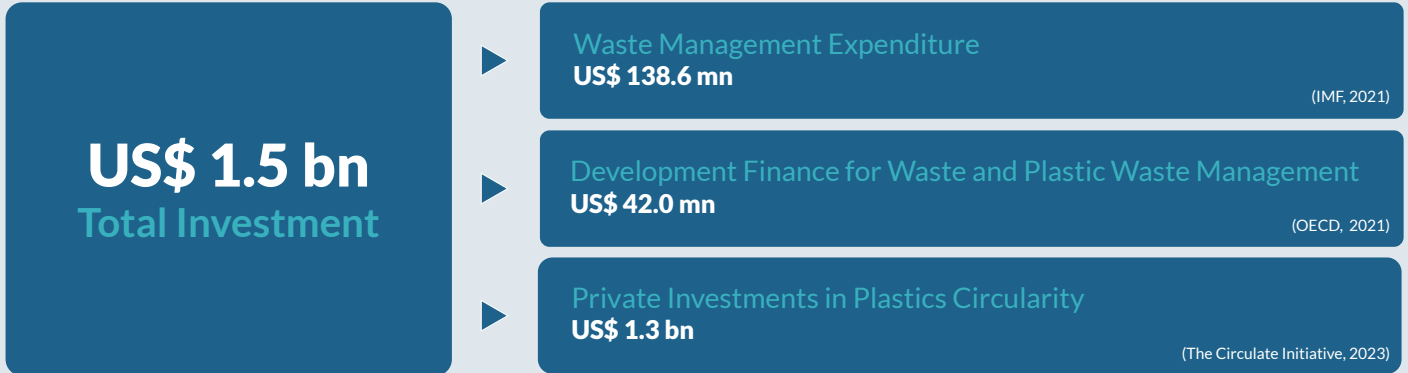 US$ 1.5 bn
Total Investment
Waste Management Expenditure
US$ 138.6 mn
(IMF, 2021)
Development Finance for Waste and Plastic Waste Management
US$ 42.0 mn
(OECD, 2021)
Private Investments in Plastics Circularity
US$ 1.3 bn
(The Circulate Initiative, 2023)